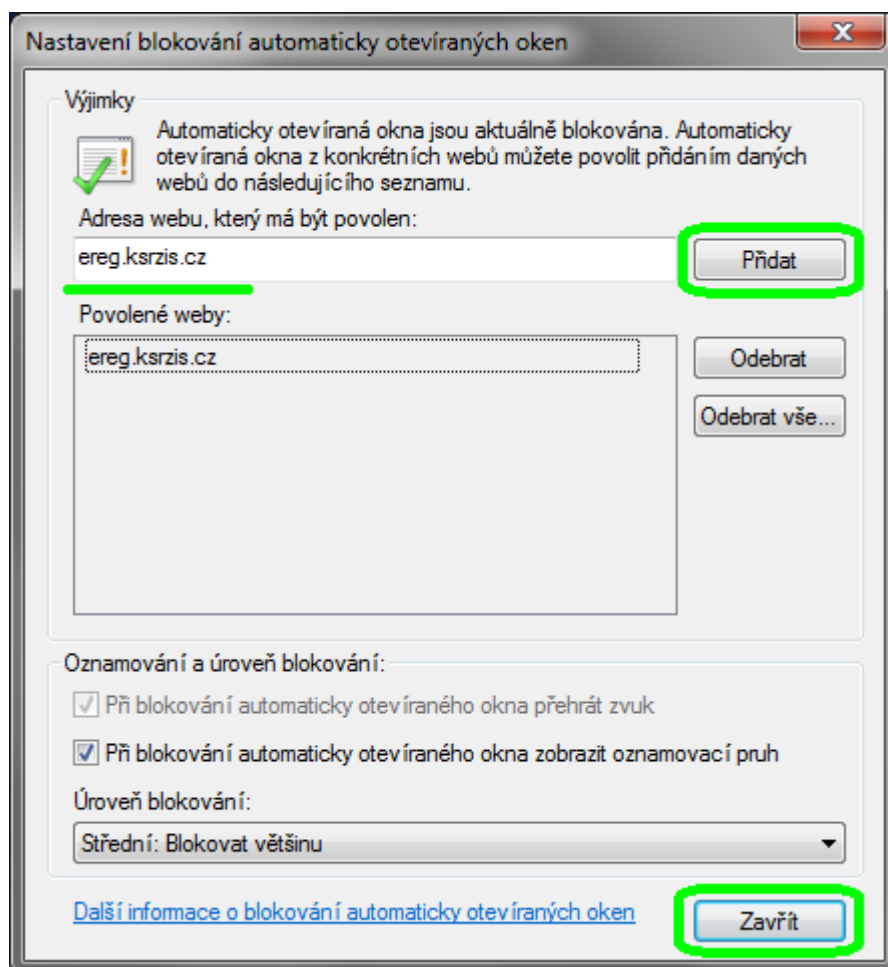 Nastavení blokování automaticky otevíraných oken
Výjimky
Automaticky otevíraná okna jsou aktuálně blokována. Automaticky
otevíraná okna z konkrétních webů můžete povolit přidáním daných
webů do následujícího seznamu.
Adresa webu, který má být povolen:
ereg.ksrzis.cz
Přidat
Povolené weby:
ereg.ksrzis.cz
Odebrat
Odebrat vše...
Oznamování a úroveň blokování:
Při blokování automaticky otevíraného okna přehrát zvuk
Při blokování automaticky otevíraného okna zobrazit oznamovací pruh
Úroveň blokování:
Střední: Blokovat většinu
Další informace o blokování automaticky otevíraných oken
Zavřít